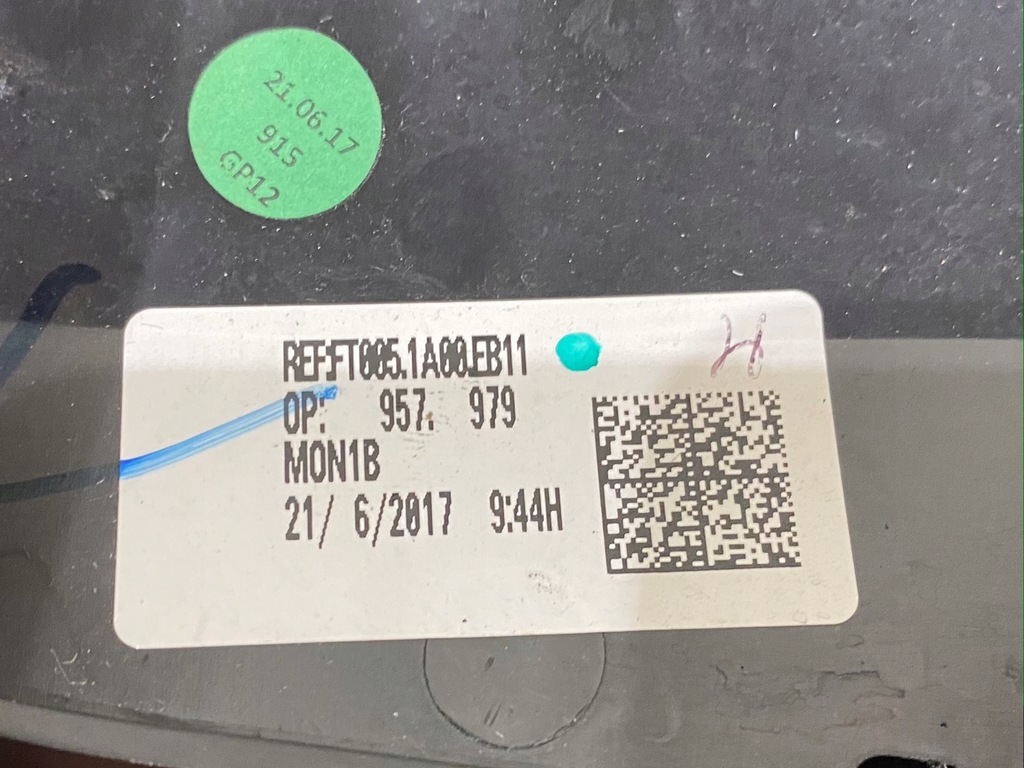 21.06.17
915
GP12
REF:FT005.1A00.EB11
OP: 957. 979
MON1B
21/ 6/2017 9:44H
H